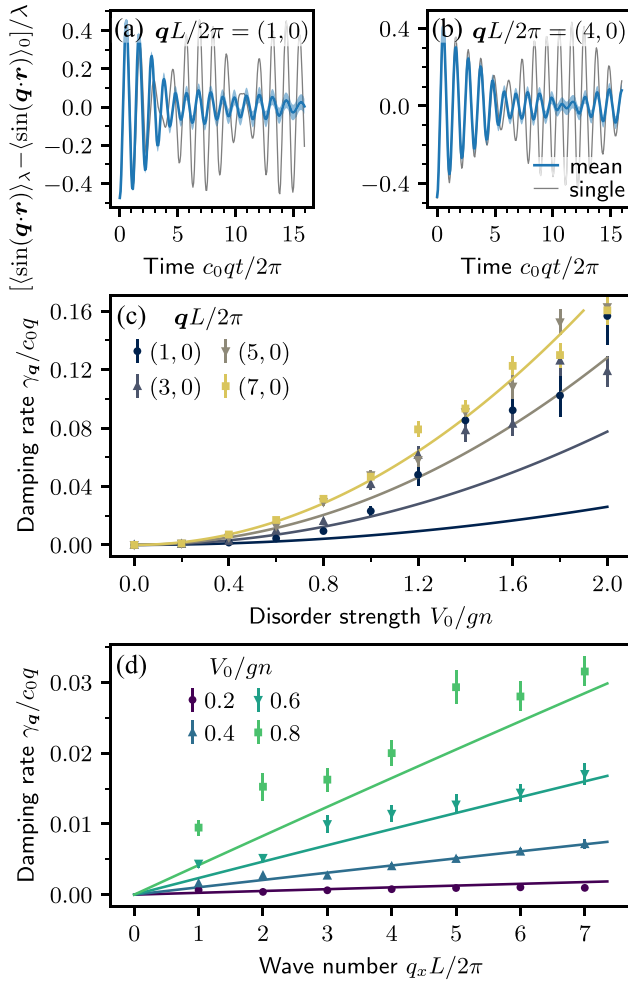 [⟨sin(q·r)⟩λ−⟨sin(q·r)⟩0]/λ
(a) qL/2π = (1, 0)
0.4
0.2
0.0
−0.2
−0.4
0 5 10 15
Time c0qt/2π
(b) qL/2π = (4, 0)
0.4
0.0
−0.4
mean
single
0 5 10 15
Time c0qt/2π
(c) qL/2π
(1, 0) (5, 0)
(3, 0) (7, 0)
Damping rate γq/c0q
0.16
0.12
0.08
0.04
0.00
0.0 0.4 0.8 1.2 1.6 2.0
Disorder strength V0/gn
(d) V0/gn
0.2 0.6
0.4 0.8
Damping rate γq/c0q
0.03
0.02
0.01
0.00
0 1 2 3 4 5 6 7
Wave number qxL/2π